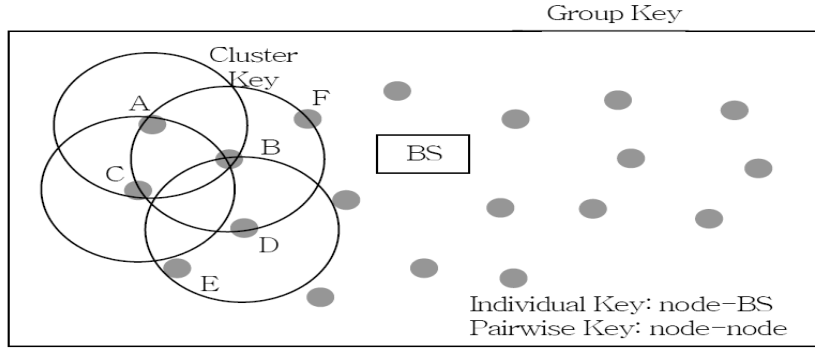 Group Key
Cluster
Key
A
F
B
BS
C
D
E
Individual Key: node-BS
Pairwise Key: node-node